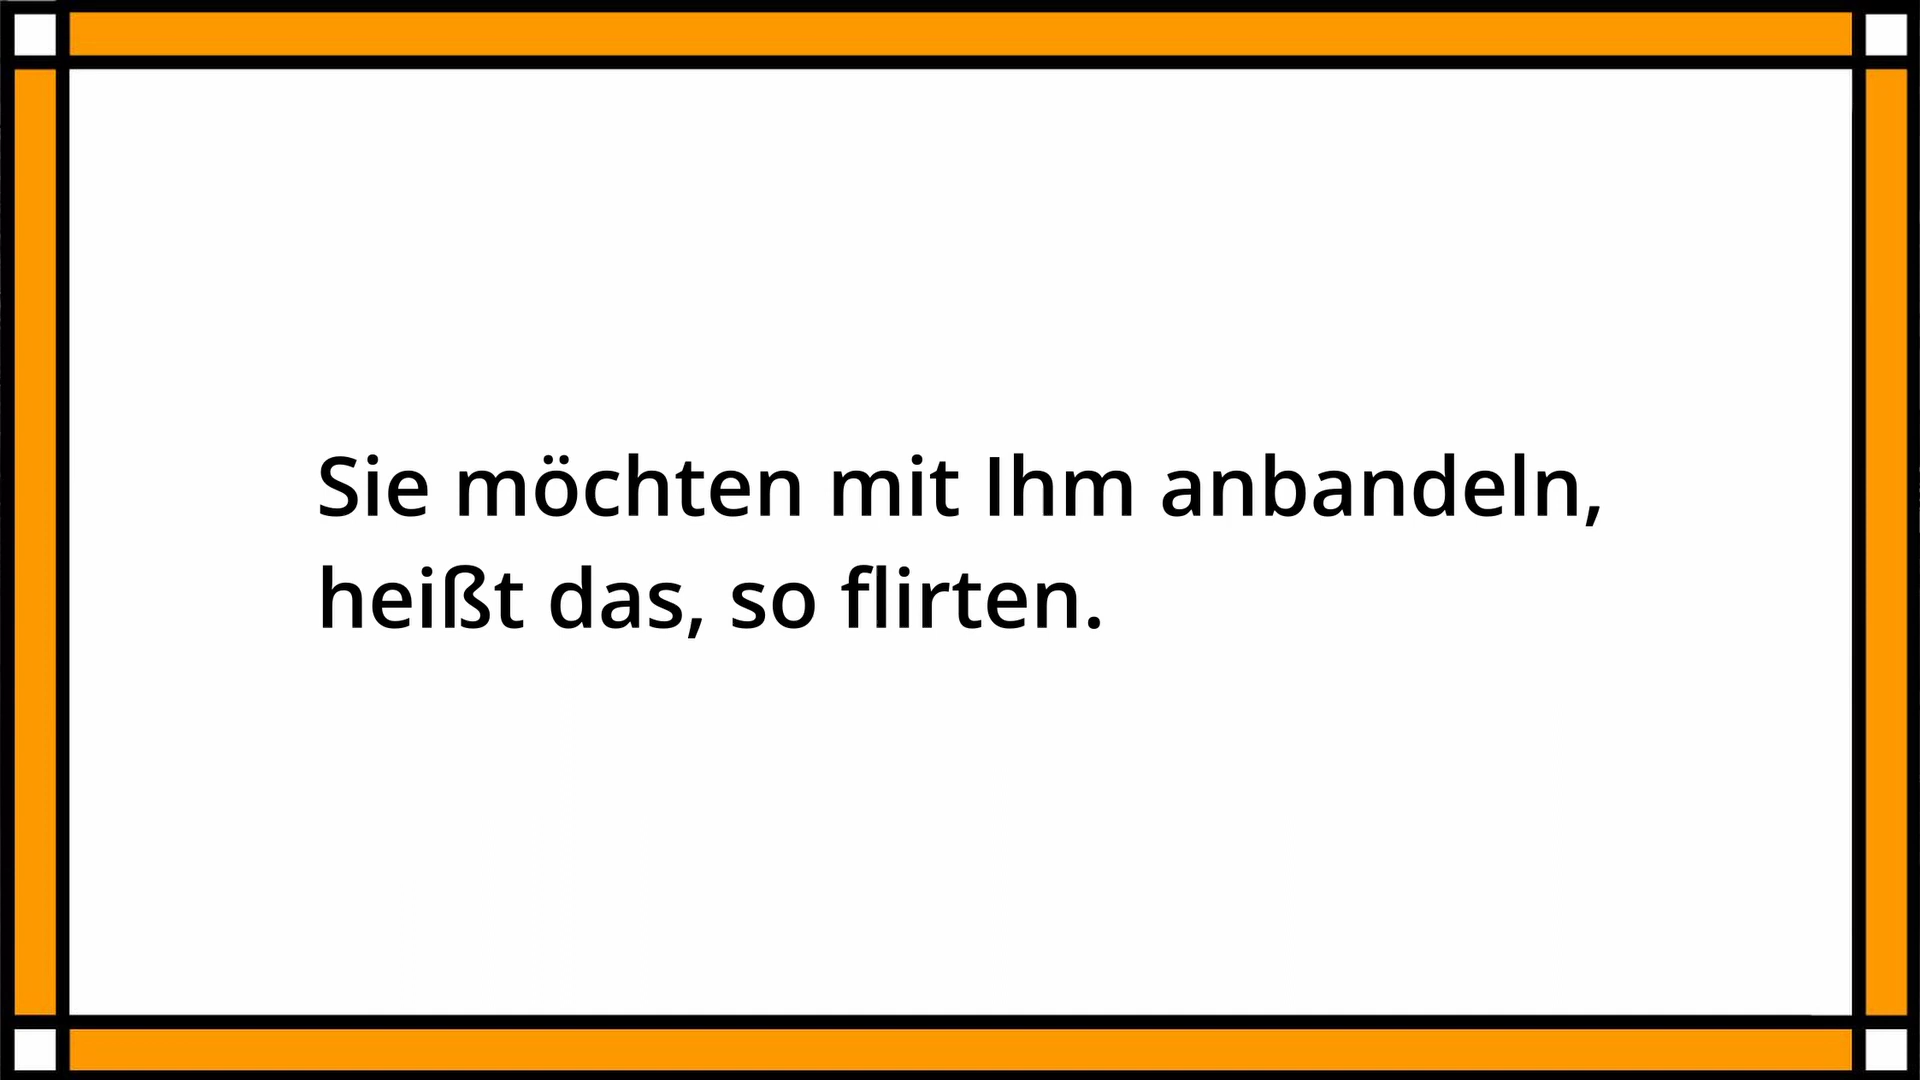 Sie möchten mit Ihm anbandeln,
heißt das, so flirten.